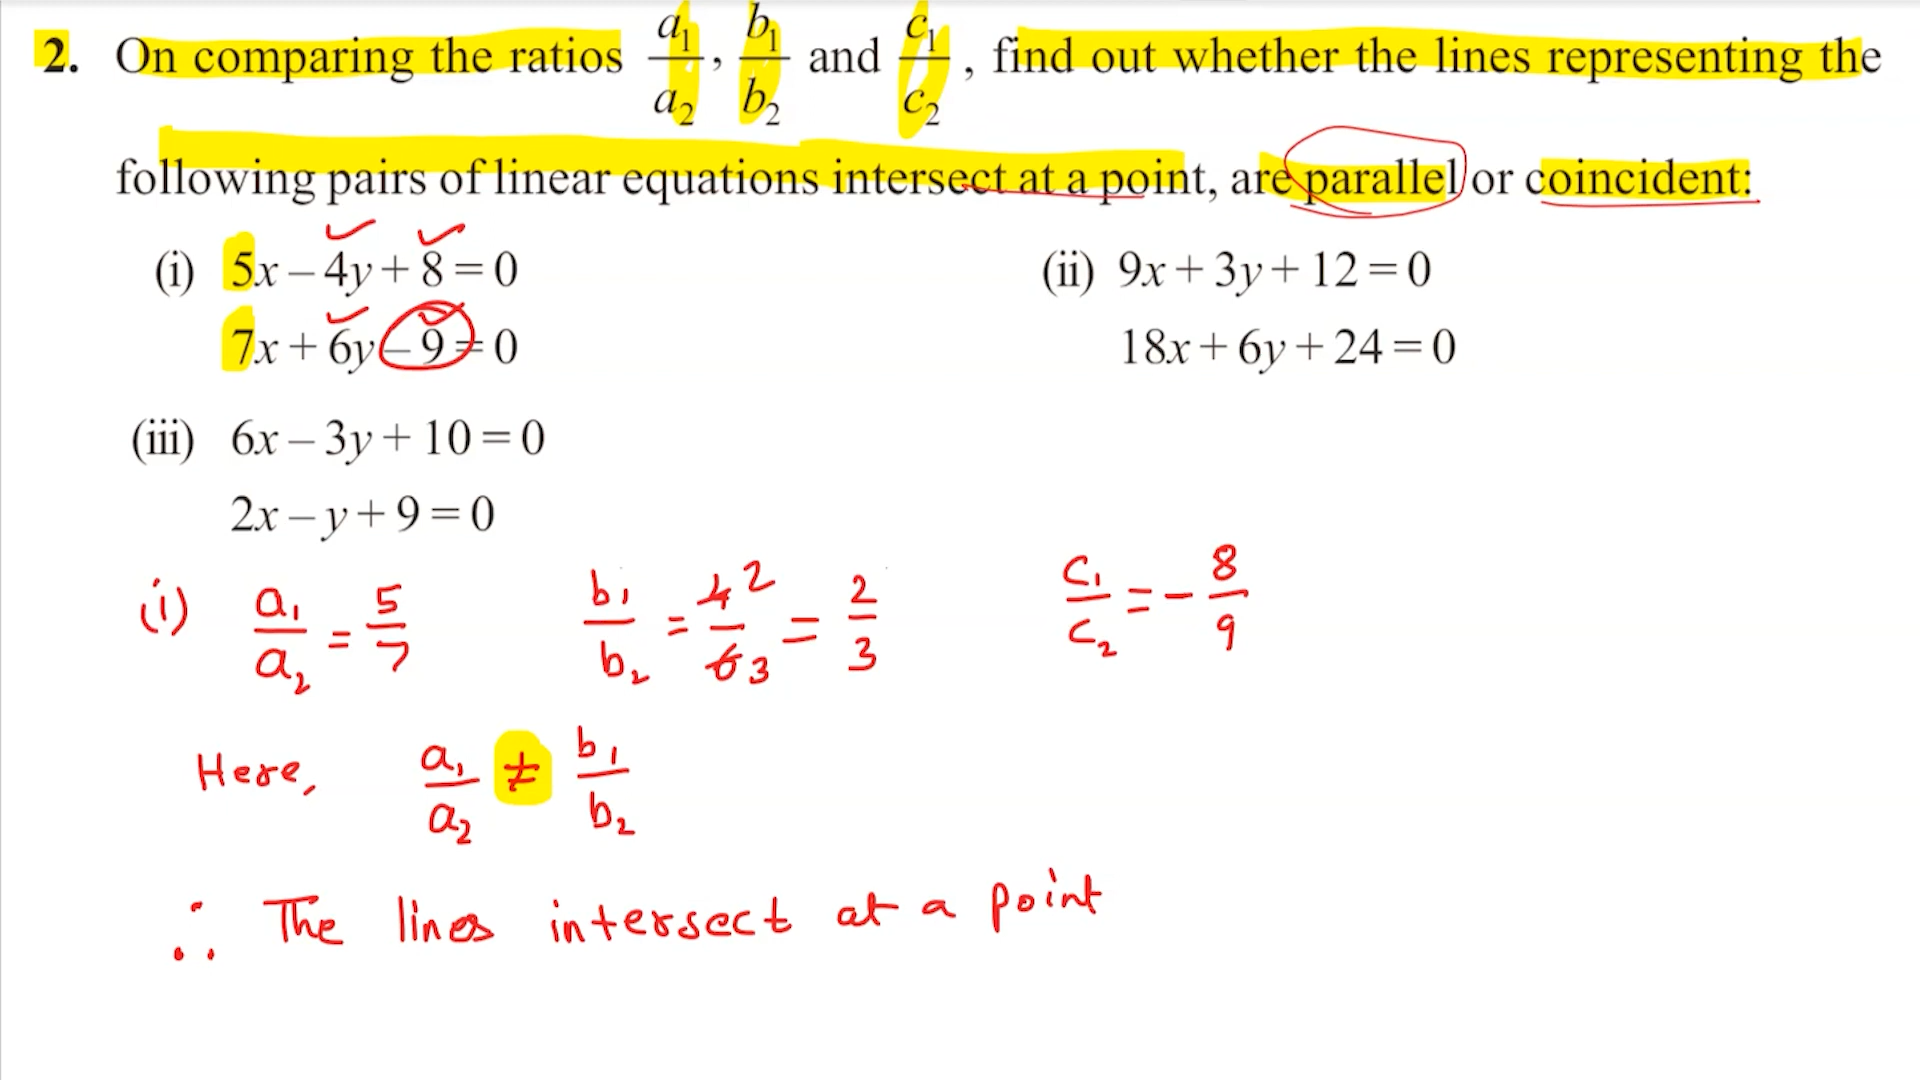 2. On comparing the ratios a₁/a₂, b₁/b₂ and c₁/c₂, find out whether the lines representing the
following pairs of linear equations intersect at a point, are parallel or coincident:
(i) 5x – 4y + 8 = 0 (ii) 9x + 3y + 12 = 0
7x + 6y – 9 = 0 18x + 6y + 24 = 0
(iii) 6x – 3y + 10 = 0
2x – y + 9 = 0
(i) a₁/a₂ = 5/7 b₁/b₂ = 4 2/6 3 = 2/3 c₁/c₂ = - 8/9
Here, a₁/a₂ ≠ b₁/b₂
∴ The lines intersect at a point